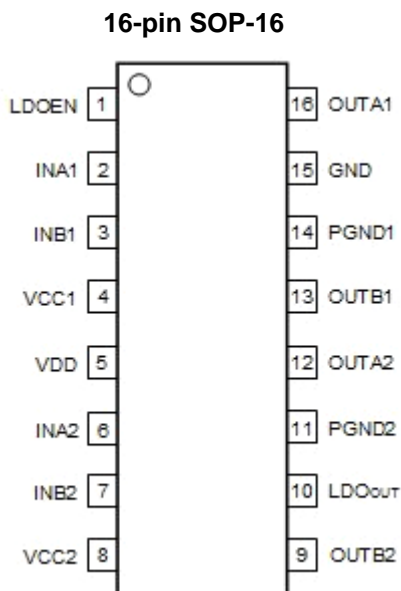 16-pin SOP-16
LDOEN 1 16 OUTA1
INA1 2 15 GND
INB1 3 14 PGND1
VCC1 4 13 OUTB1
VDD 5 12 OUTA2
INA2 6 11 PGND2
INB2 7 10 LDOOUT
VCC2 8 9 OUTB2